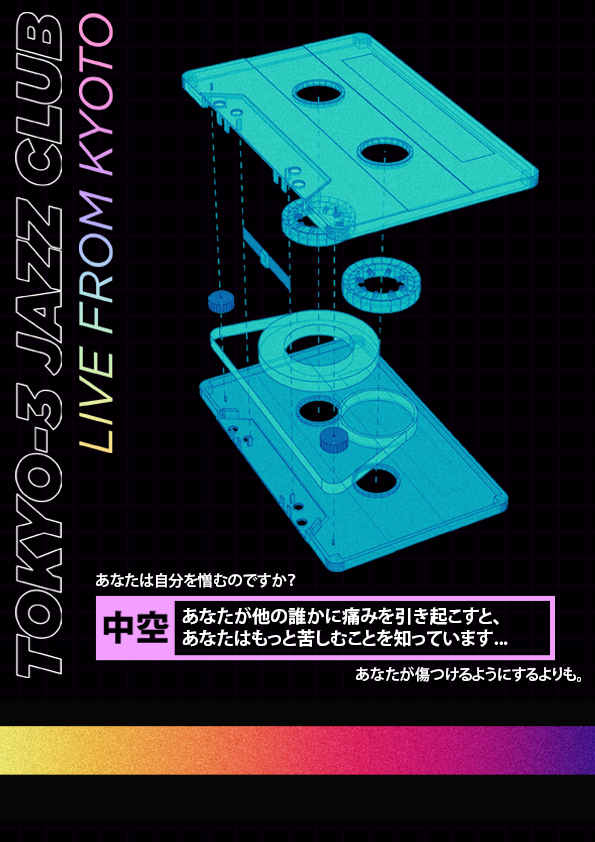 TOKYO-3 JAZZ CLUB
LIVE FROM KYOTO
あなたは自分を憎むのですか?
中空
あなたが他の誰かに痛みを引き起こすと、
あなたはもっと苦しむことを知っています...
あなたが傷つけるようにするよりも。